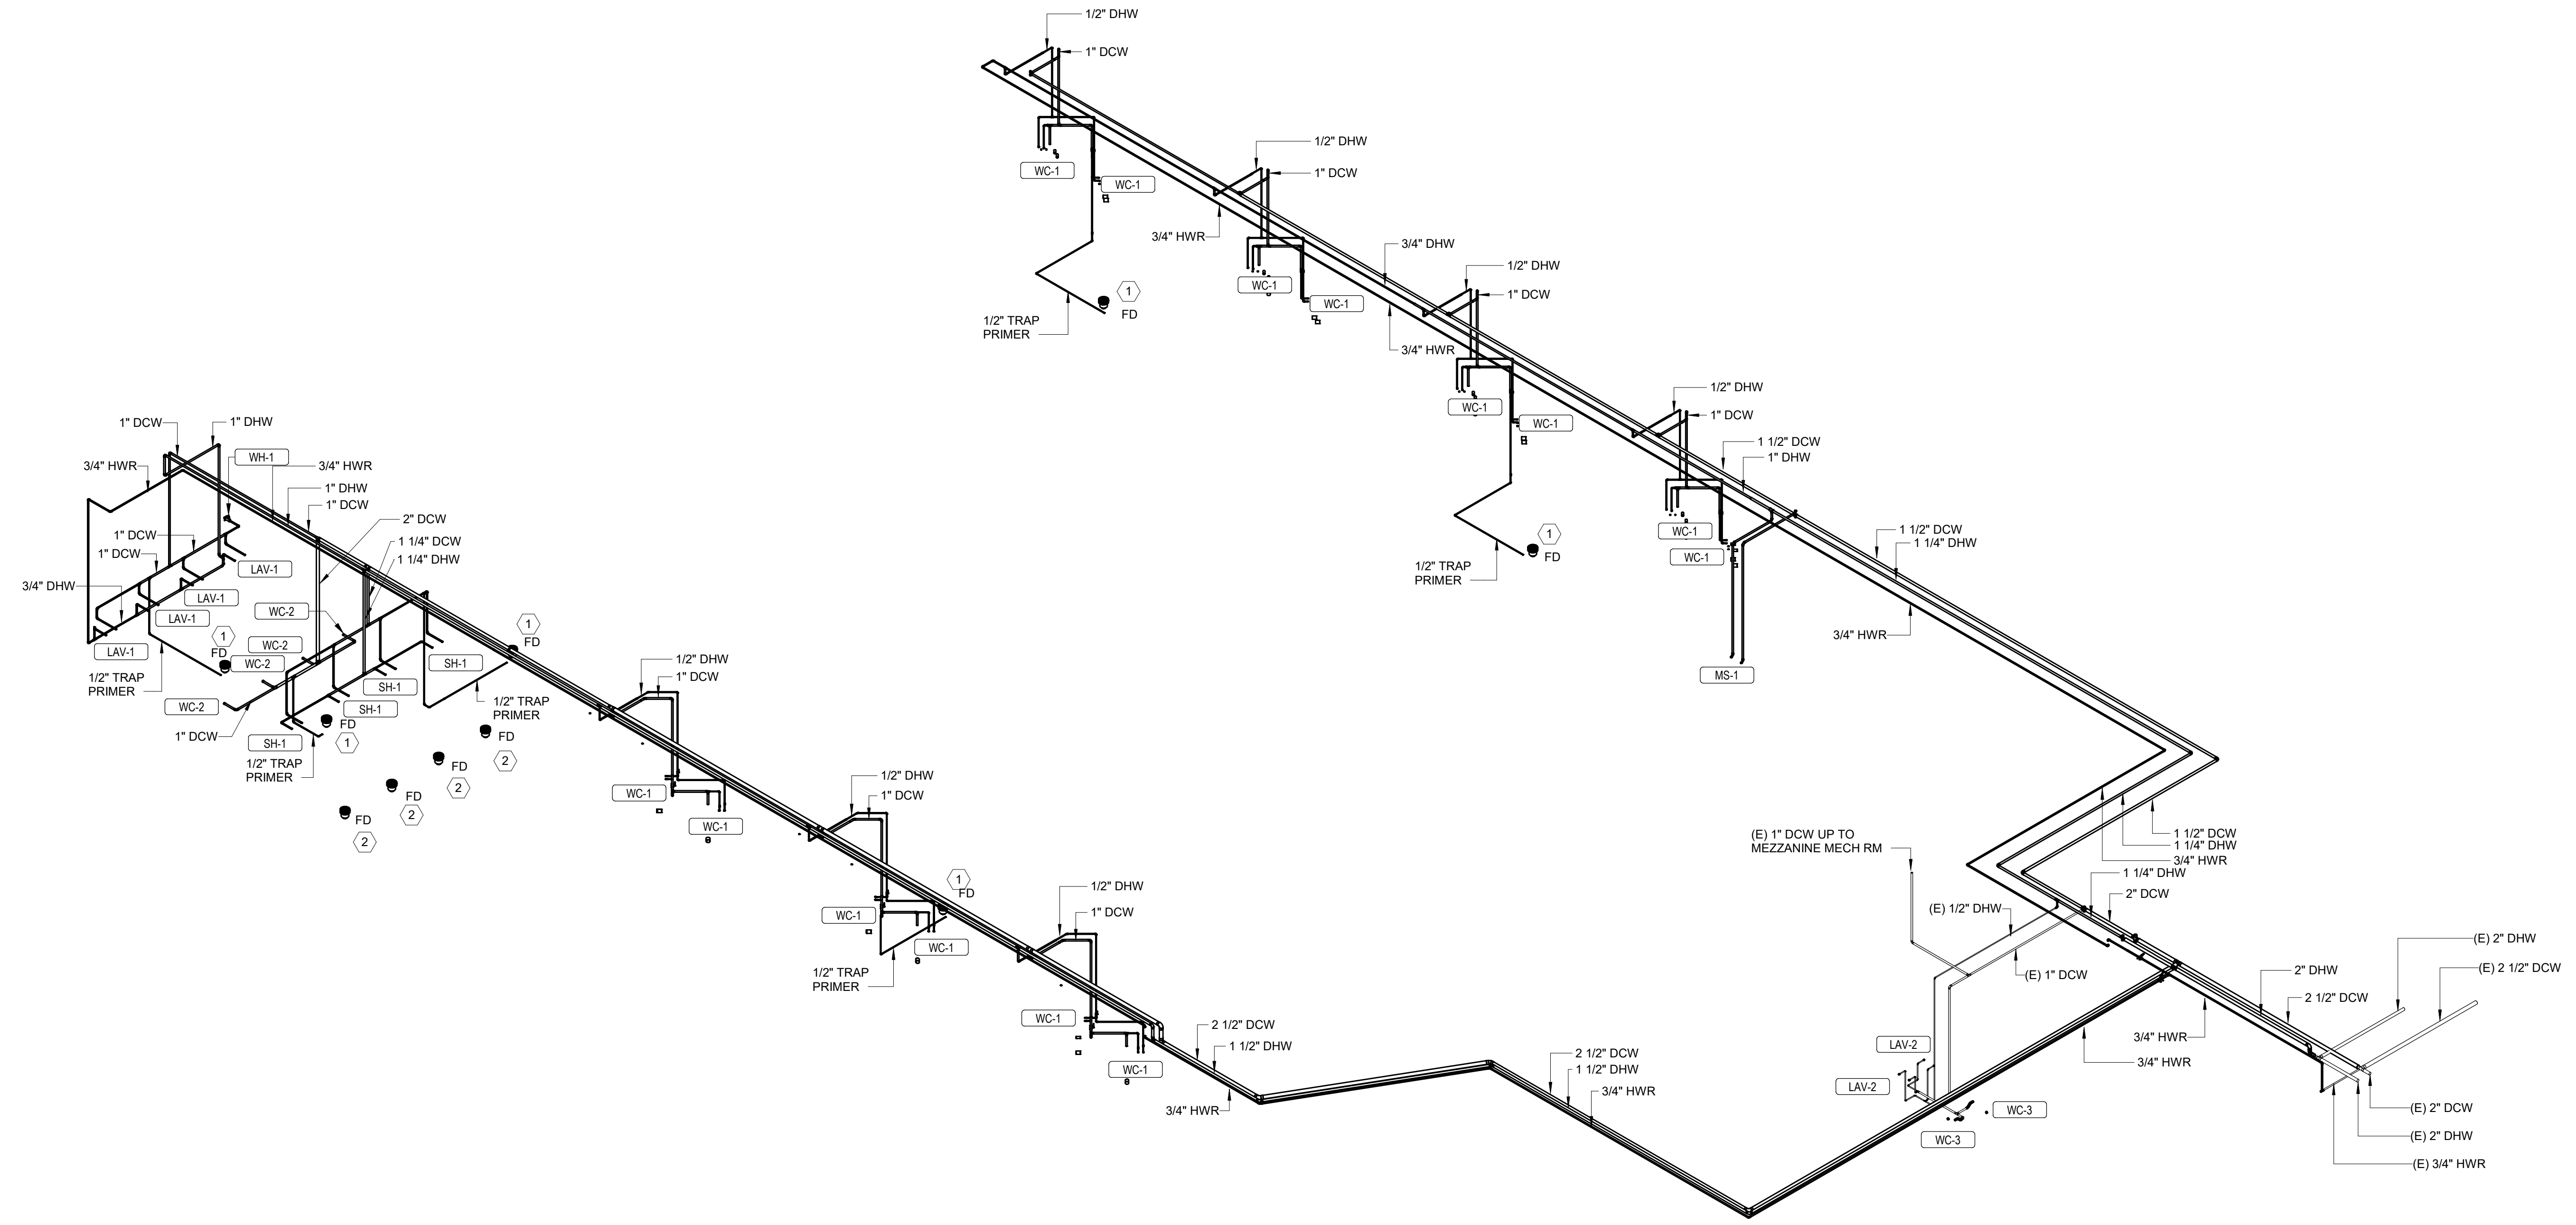 1/2" DHW
1" DCW
WC-1
WC-1
1/2" DHW
1" DCW
3/4" HWR
3/4" DHW
WC-1
WC-1
1/2" DHW
1" DCW
1
FD
1/2" TRAP
PRIMER
3/4" HWR
WC-1
WC-1
1/2" DHW
1" DCW
1 1/2" DCW
1" DHW
WC-1
WC-1
1
FD
1/2" TRAP
PRIMER
1 1/2" DCW
1 1/4" DHW
3/4" HWR
MS-1
1" DCW
1" DHW
3/4" HWR
WH-1
3/4" HWR
1" DHW
1" DCW
2" DCW
1" DCW
1" DCW
1 1/4" DCW
1 1/4" DHW
3/4" DHW
LAV-1
LAV-1
LAV-1
LAV-1
WC-2
WC-2
WC-2
WC-2
1
FD
1/2" TRAP
PRIMER
1" DCW
SH-1
SH-1
SH-1
SH-1
1
FD
1/2" TRAP
PRIMER
FD
1
1/2" TRAP
PRIMER
FD
2
FD
2
FD
2
FD
2
1/2" DHW
1" DCW
WC-1
WC-1
1/2" DHW
1" DCW
WC-1
WC-1
1
FD
1/2" TRAP
PRIMER
1/2" DHW
1" DCW
WC-1
WC-1
2 1/2" DCW
1 1/2" DHW
3/4" HWR
2 1/2" DCW
1 1/2" DHW
3/4" HWR
1 1/2" DCW
1 1/4" DHW
3/4" HWR
1 1/4" DHW
2" DCW
(E) 1" DCW UP TO
MEZZANINE MECH RM
(E) 1/2" DHW
(E) 1" DCW
LAV-2
LAV-2
WC-3
WC-3
2" DHW
2 1/2" DCW
3/4" HWR
3/4" HWR
(E) 2" DHW
(E) 2 1/2" DCW
(E) 2" DCW
(E) 2" DHW
(E) 3/4" HWR